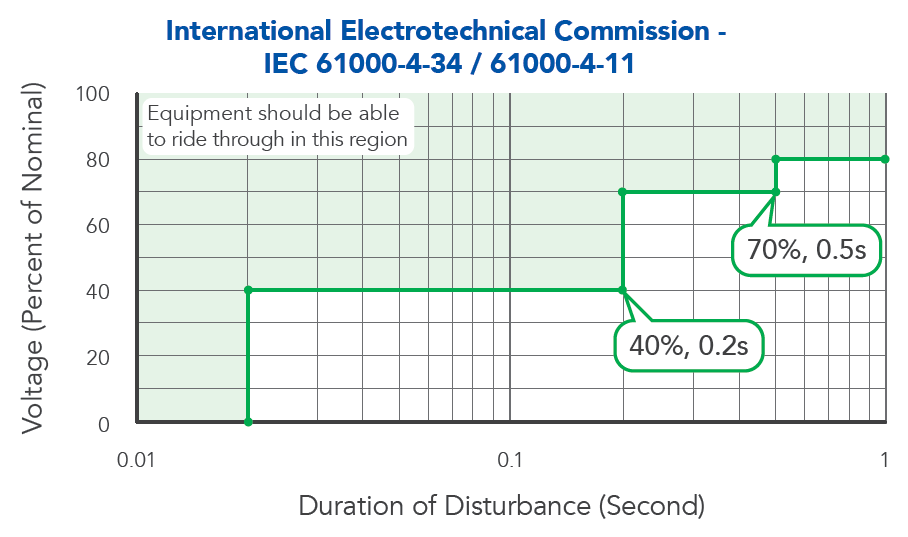 International Electrotechnical Commission -
IEC 61000-4-34 / 61000-4-11
Voltage (Percent of Nominal)
100
80
60
40
20
0
Equipment should be able
to ride through in this region
70%, 0.5s
40%, 0.2s
0.01
0.1
1
Duration of Disturbance (Second)